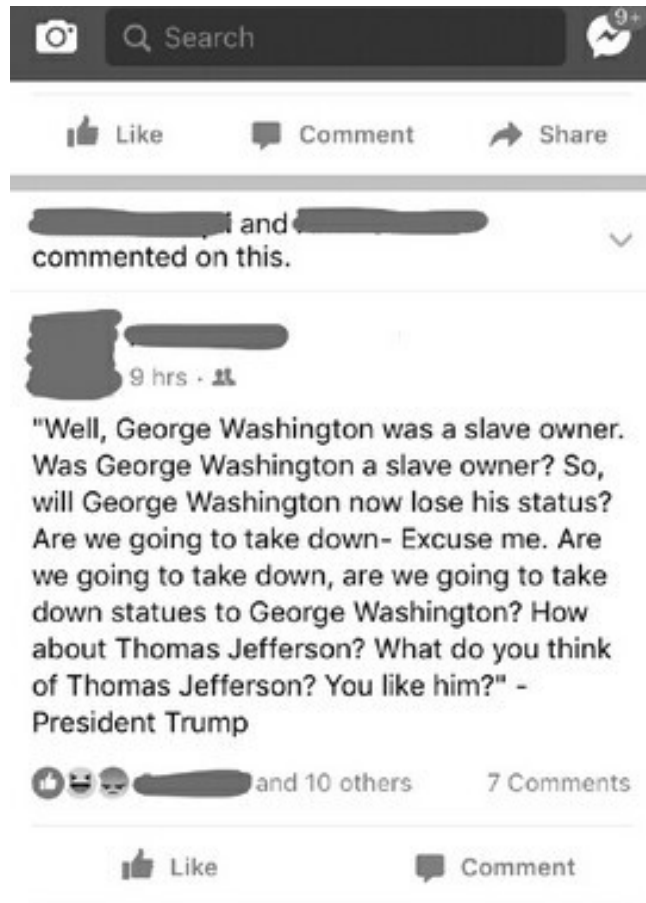 9+
Search
Like Comment Share
and
commented on this.
9 hrs ·
"Well, George Washington was a slave owner.
Was George Washington a slave owner? So,
will George Washington now lose his status?
Are we going to take down- Excuse me. Are
we going to take down, are we going to take
down statues to George Washington? How
about Thomas Jefferson? What do you think
of Thomas Jefferson? You like him?" -
President Trump
and 10 others 7 Comments
Like Comment